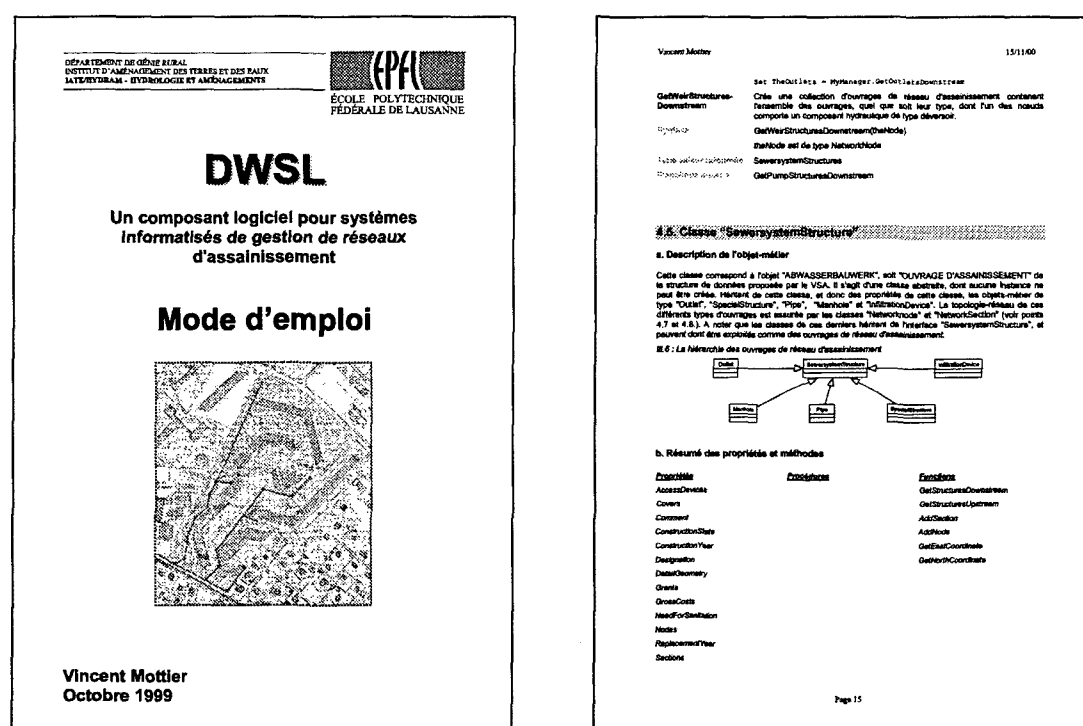 DÉPARTEMENT DE GÉNIE RURAL
INSTITUT D'AMÉNAGEMENT DES TERRES ET DES EAUX
IATE/HYDRAM - HYDROLOGIE ET AMÉNAGEMENTS
EPFL
ÉCOLE POLYTECHNIQUE
FÉDÉRALE DE LAUSANNE
DWSL
Un composant logiciel pour systèmes
informatisés de gestion de réseaux
d'assainissement
Mode d'emploi
Vincent Mottier
Octobre 1999
Vincent Mottier 15/11/00
Set TheOutlets = MyManager.GetOutletsDownstream
GetWeirStructures- Crée une collection d'ouvrages de réseau d'assainissement contenant
Downstream l'ensemble des ouvrages, quel que soit leur type, dont l'un des nœuds
comporte un composant hydraulique de type déversoir.
GetWeirStructuresDownstream(theNode)
theNode est de type NetworkNode
SewersystemStructures
GetPumpStructuresDownstream
4.5. Classe "SewersystemStructure"
a. Description de l'objet-métier
Cette classe correspond à l'objet "ABWASSERBAUWERK", soit "OUVRAGE D'ASSAINISSEMENT" de
la structure de données proposée par le VSA. Il s'agit d'une classe abstraite, dont aucune instance ne
peut être créée. Héritent de cette classe, et donc des propriétés de cette classe, les objets-métier de
type "Outlet", "SpecialStructure", "Pipe", "Manhole" et "InfiltrationDevice". La topologie-réseau de ces
différents types d'ouvrages est assurée par les classes "Networknode" et "NetworkSection" (voir points
4.7 et 4.8.). A noter que les classes de ces derniers héritent de l'interface "SewersystemStructure", et
peuvent dont être exploités comme des ouvrages de réseau d'assainissement.
Ill.6 : La hiérarchie des ouvrages de réseau d'assainissement
Outlet SewersystemStructure InfiltrationDevice
Manhole Pipe SpecialStructure
b. Résumé des propriétés et méthodes
Propriétés Procédures Fonctions
AccessDevices GetStructuresDownstream
Covers GetStructuresUpstream
Comment AddSection
ConstructionState AddNode
ConstructionYear GetEastCoordinate
Designation GetNorthCoordinate
DetailGeometry
Grants
GrossCosts
NeedForSanitation
Nodes
ReplacementYear
Sections
Page 15